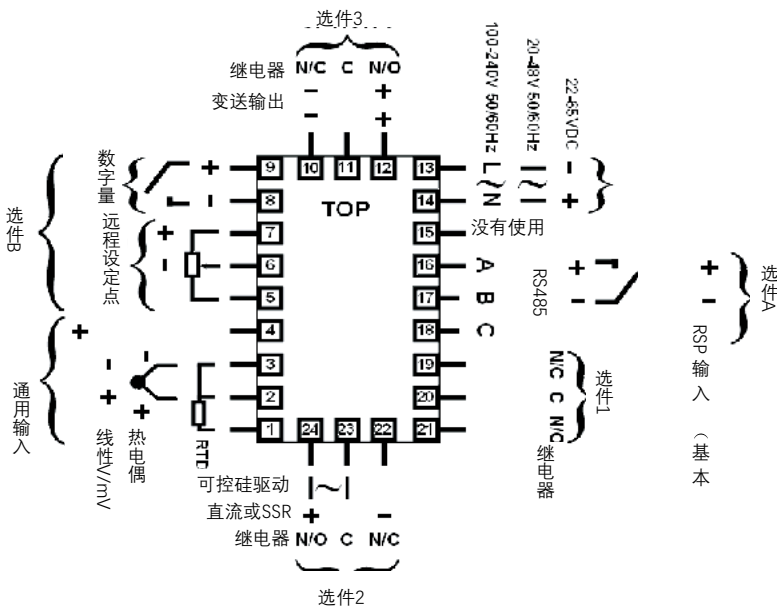 选件3
继电器 N/C C N/O
变送输出 - +
- +
100-240V 50/60Hz
20-48V 50/60Hz
22-65VDC
选件B
数字量 + -
远程设定点 + -
9 10 11 12 13
8 TOP 14
7 15
6 16
5 17
4 18
3 19
2 20
1 24 23 22 21
L ~ N
- +
没有使用
A
B
C
RS485 + -
+ -
选件A
RSP 输入 (基本
N/C C N/O
选件1
继电器
通用输入
+
- +
线性V/mV
- +
热电偶
RTD
可控硅驱动 ~
直流或SSR + -
继电器 N/O C N/C
选件2